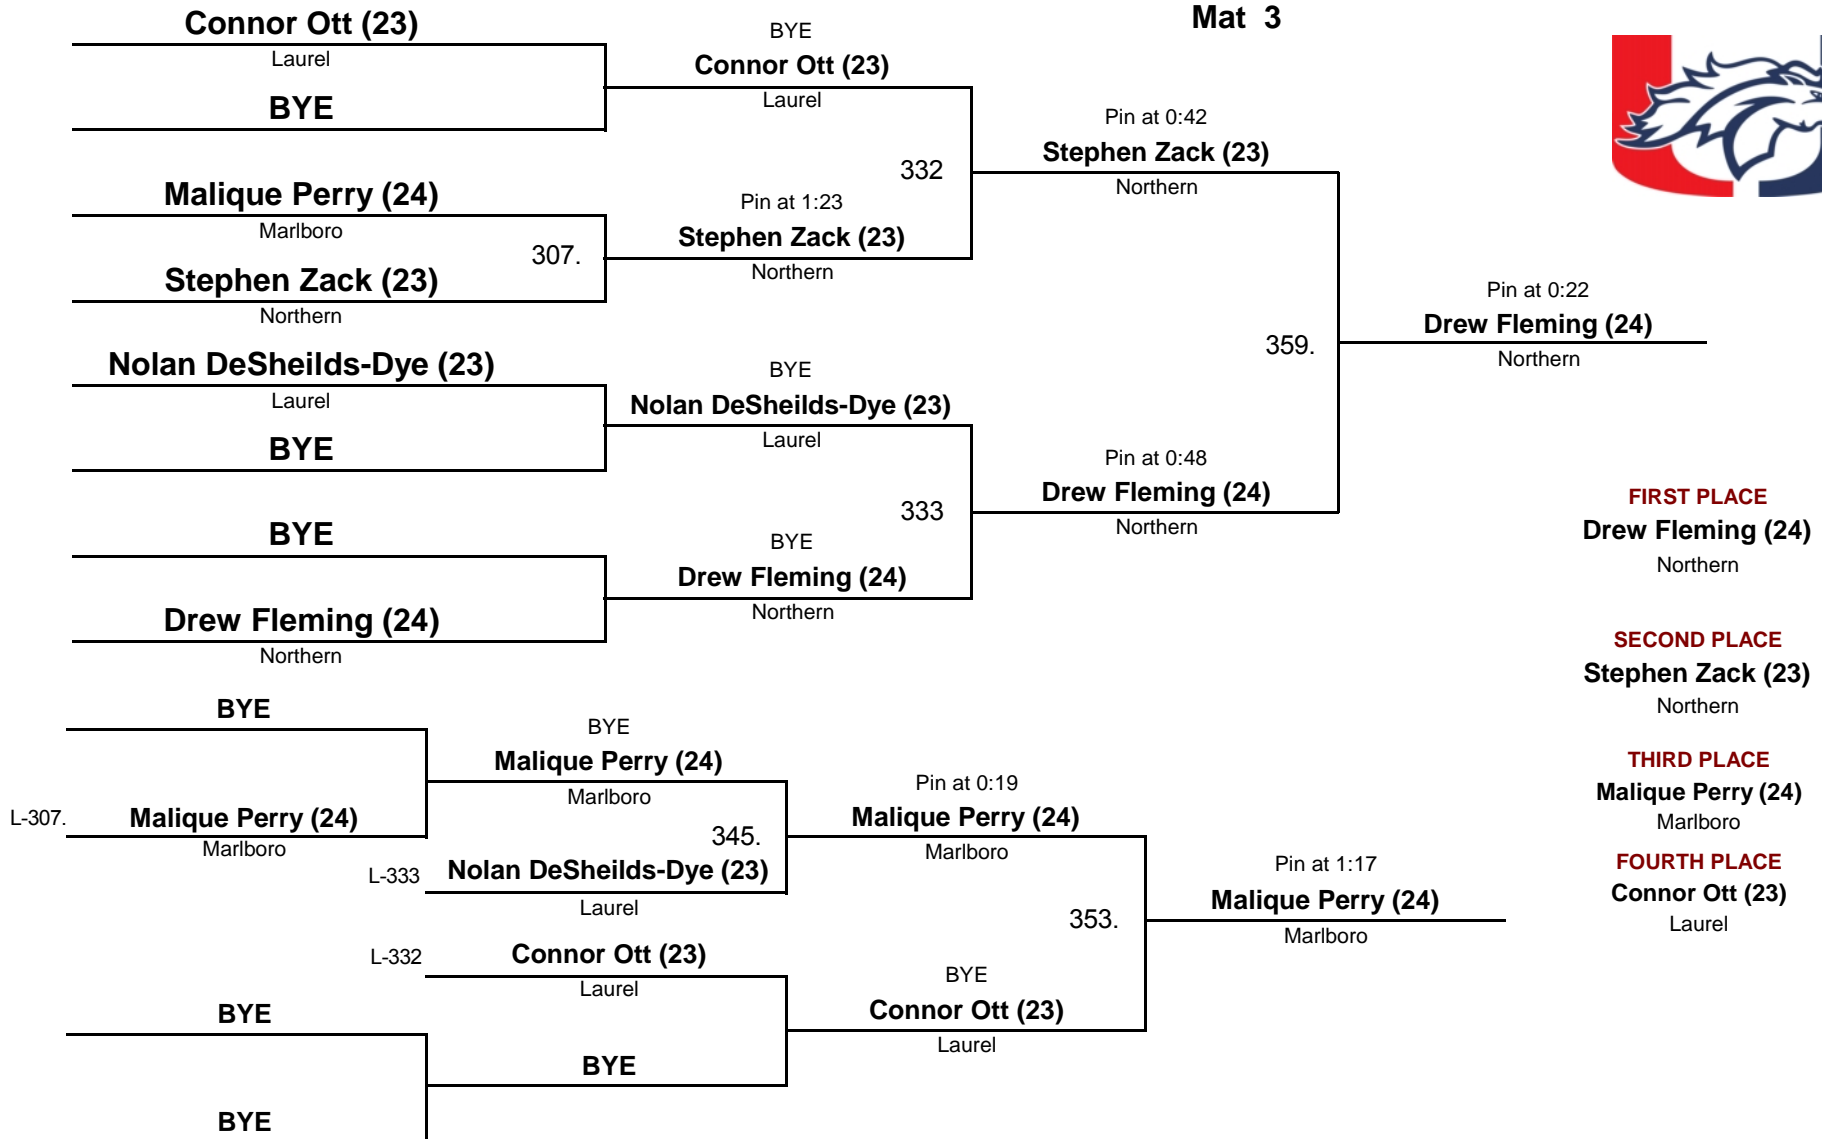 Mat 3
Connor Ott (23)
Laurel
BYE
Malique Perry (24)
Marlboro
307.
Stephen Zack (23)
Northern
Nolan DeSheilds-Dye (23)
Laurel
BYE
BYE
Drew Fleming (24)
Northern
BYE
Connor Ott (23)
Laurel
332
Pin at 1:23
Stephen Zack (23)
Northern
BYE
Nolan DeSheilds-Dye (23)
Laurel
333
BYE
Drew Fleming (24)
Northern
Pin at 0:42
Stephen Zack (23)
Northern
359.
Pin at 0:48
Drew Fleming (24)
Northern
Pin at 0:22
Drew Fleming (24)
Northern
FIRST PLACE
Drew Fleming (24)
Northern
SECOND PLACE
Stephen Zack (23)
Northern
THIRD PLACE
Malique Perry (24)
Marlboro
FOURTH PLACE
Connor Ott (23)
Laurel
BYE
L-307.
Malique Perry (24)
Marlboro
BYE
BYE
BYE
Malique Perry (24)
Marlboro
345.
L-333
Nolan DeSheilds-Dye (23)
Laurel
L-332
Connor Ott (23)
Laurel
BYE
Pin at 0:19
Malique Perry (24)
Marlboro
353.
BYE
Connor Ott (23)
Laurel
Pin at 1:17
Malique Perry (24)
Marlboro